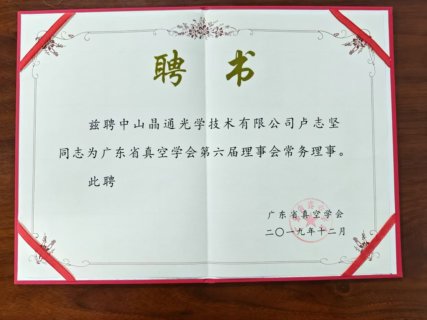 聘书
兹聘中山晶通光学技术有限公司卢志坚
同志为广东省真空学会第六届理事会常务理事。
此聘
广东省真空学会
二〇一九年十二月